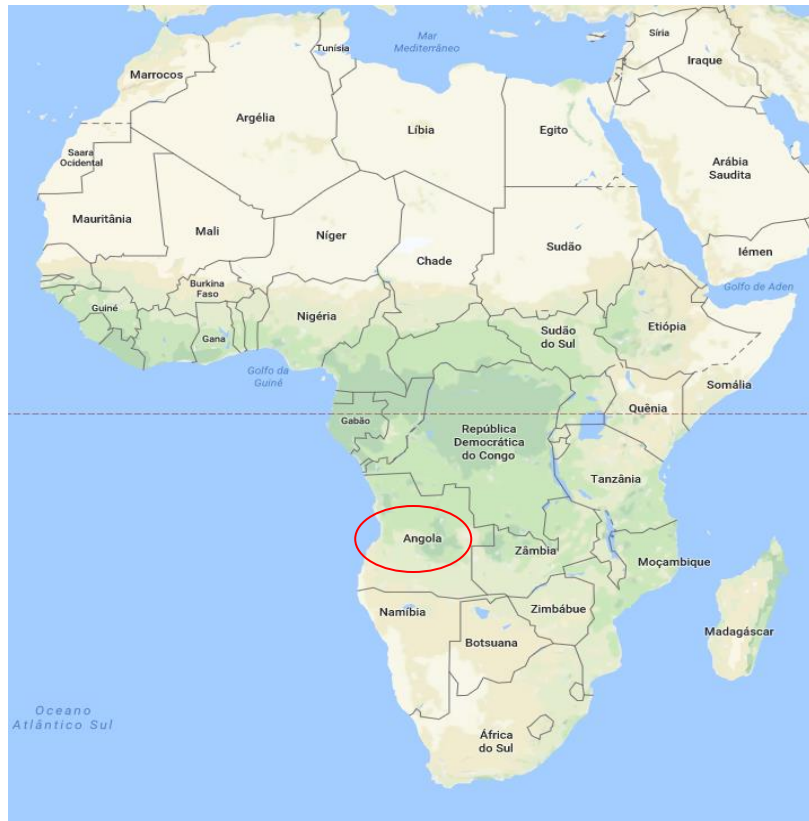 Mar
Mediterrâneo
Tunísia
Síria
Iraque
Marrocos
Argélia
Líbia
Egito
Saara
Ocidental
Arábia
Saudita
Mauritânia
Mali
Níger
Chade
Sudão
Iémen
Golfo de Aden
Burkina
Faso
Guiné
Gana
Nigéria
Sudão
do Sul
Etiópia
Golfo da
Guiné
Somália
Gabão
Quênia
República
Democrática
do Congo
Tanzânia
Angola
Zâmbia
Moçambique
Namíbia
Zimbábue
Botsuana
Madagáscar
Oceano
Atlântico Sul
África
do Sul